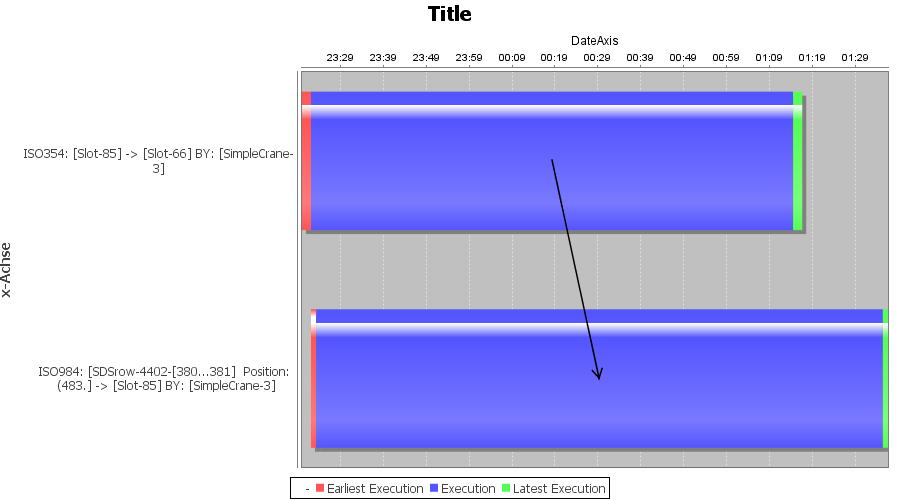 Title
DateAxis
23:29 23:39 23:49 23:59 00:09 00:19 00:29 00:39 00:49 00:59 01:09 01:19 01:29
ISO354: [Slot-85] -> [Slot-66] BY: [SimpleCrane-
3]
x-Achse
ISO984: [SDSrow-4402-[380...381] Position:
(483.] -> [Slot-85] BY: [SimpleCrane-3]
- Earliest Execution Execution Latest Execution